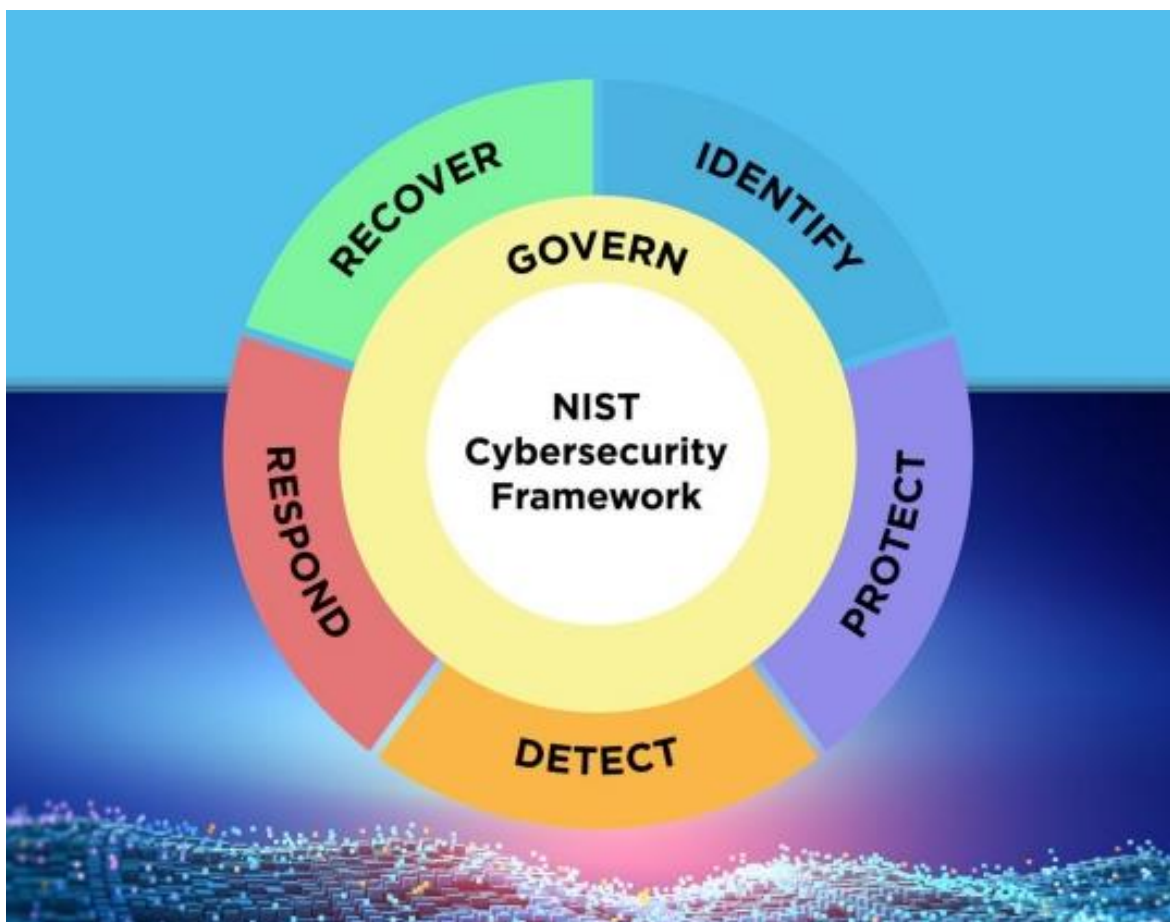 NIST
Cybersecurity
Framework
GOVERN
IDENTIFY
PROTECT
DETECT
RESPOND
RECOVER